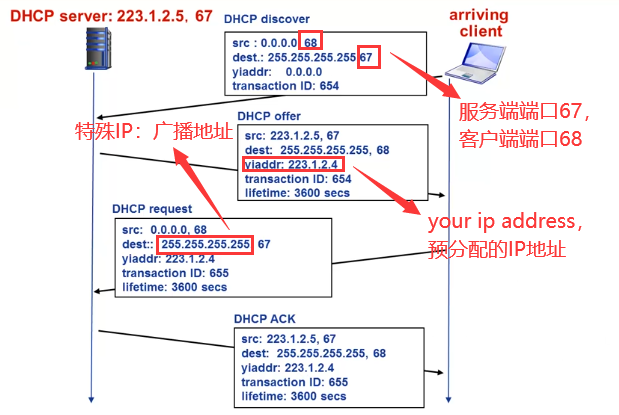 DHCP server: 223.1.2.5, 67
DHCP discover
arriving
client
src : 0.0.0.0, 68
dest.: 255.255.255.255,67
yiaddr: 0.0.0.0
transaction ID: 654
服务端端口67，
客户端端口68
特殊IP：广播地址
DHCP offer
src: 223.1.2.5, 67
dest: 255.255.255.255, 68
yiaddr: 223.1.2.4
transaction ID: 654
lifetime: 3600 secs
your ip address，
预分配的IP地址
DHCP request
src: 0.0.0.0, 68
dest:: 255.255.255.255, 67
yiaddr: 223.1.2.4
transaction ID: 655
lifetime: 3600 secs
DHCP ACK
src: 223.1.2.5, 67
dest: 255.255.255.255, 68
yiaddr: 223.1.2.4
transaction ID: 655
lifetime: 3600 secs